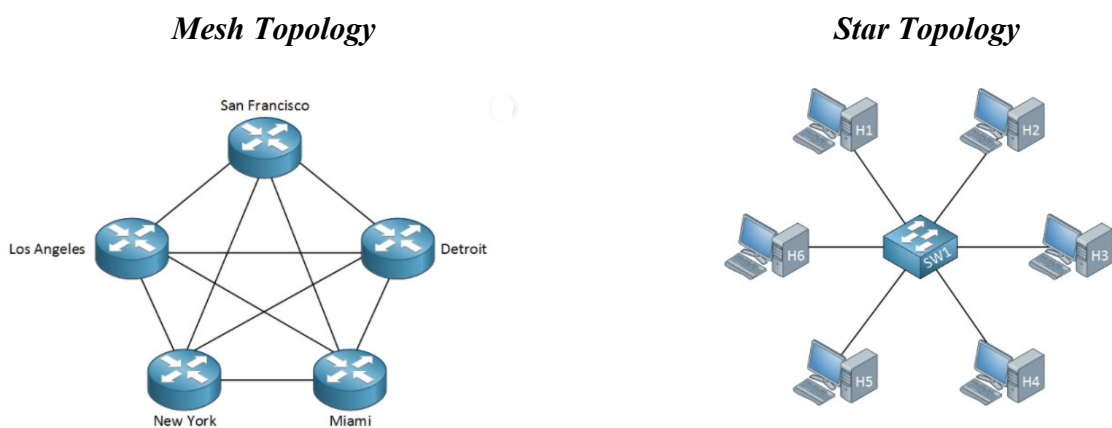 Mesh Topology
Star Topology
San Francisco
Los Angeles
Detroit
New York
Miami
H1
H2
H6
SW1
H3
H5
H4